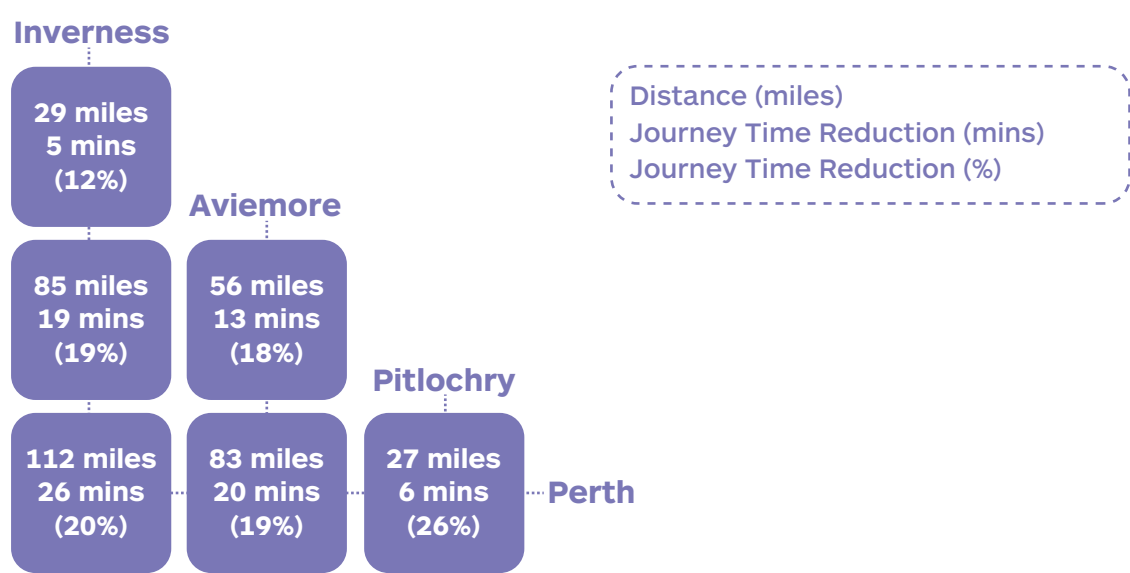 Inverness
29 miles
5 mins
(12%)
Distance (miles)
Journey Time Reduction (mins)
Journey Time Reduction (%)
Aviemore
85 miles
19 mins
(19%)
56 miles
13 mins
(18%)
Pitlochry
112 miles
26 mins
(20%)
83 miles
20 mins
(19%)
27 miles
6 mins
(26%)
Perth